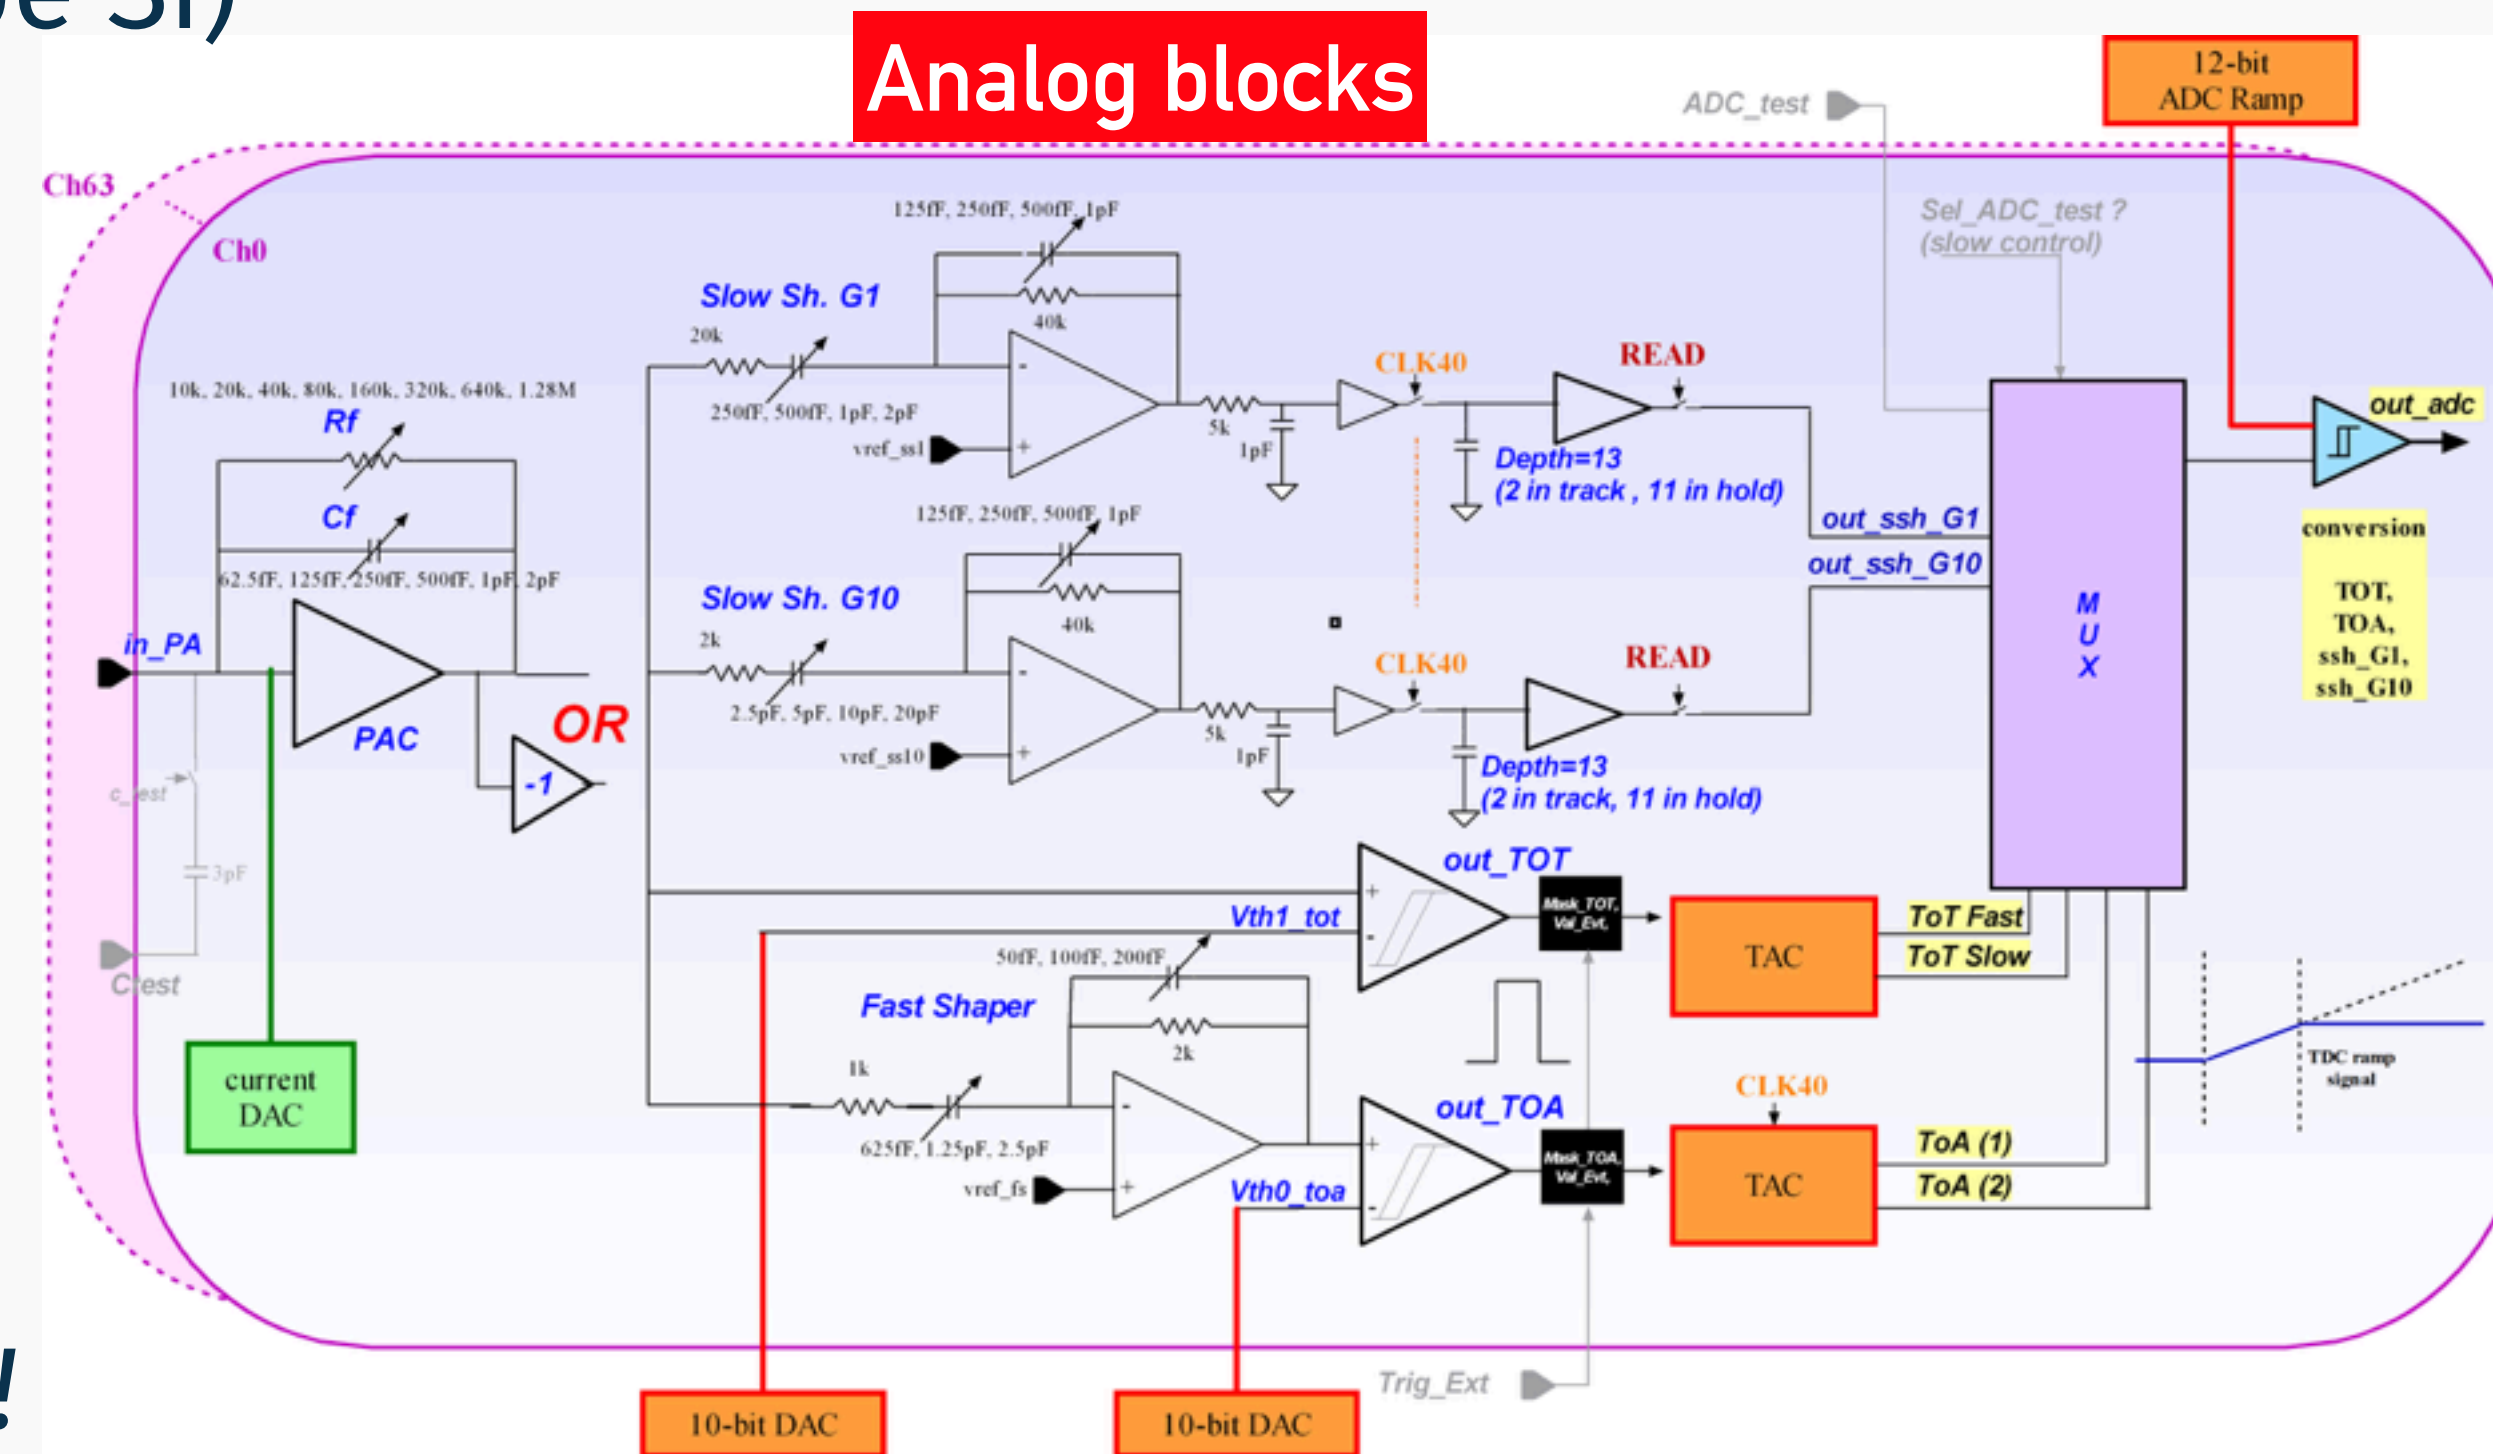 Analog blocks
12-bit
ADC Ramp
ADC_test
Ch63
Ch0
Sel_ADC_test ?
(slow control)
125fF, 250fF, 500fF, 1pF
Slow Sh. G1
20k
40k
250fF, 500fF, 1pF, 2pF
vref_ss1
-
+
5k
1pF
CLK40
READ
Depth=13
(2 in track , 11 in hold)
out_ssh_G1
out_adc
10k, 20k, 40k, 80k, 160k, 320k, 640k, 1.28M
Rf
Cf
62.5fF, 125fF, 250fF, 500fF, 1pF, 2pF
in_PA
PAC
OR
-1
125fF, 250fF, 500fF, 1pF
Slow Sh. G10
2k
40k
2.5pF, 5pF, 10pF, 20pF
vref_ss10
-
+
5k
1pF
CLK40
READ
Depth=13
(2 in track, 11 in hold)
out_ssh_G10
M
U
X
conversion
TOT,
TOA,
ssh_G1,
ssh_G10
c_test
3pF
Ctest
current
DAC
out_TOT
+
-
Vth1_tot
Mask_TOT,
Val_Evt,
TAC
ToT Fast
ToT Slow
50fF, 100fF, 200fF
Fast Shaper
2k
1k
625fF, 1.25pF, 2.5pF
vref_fs
-
+
out_TOA
+
-
Vth0_toa
Mask_TOA,
Val_Evt,
CLK40
TAC
ToA (1)
ToA (2)
TDC ramp
signal
Trig_Ext
10-bit DAC
10-bit DAC
!